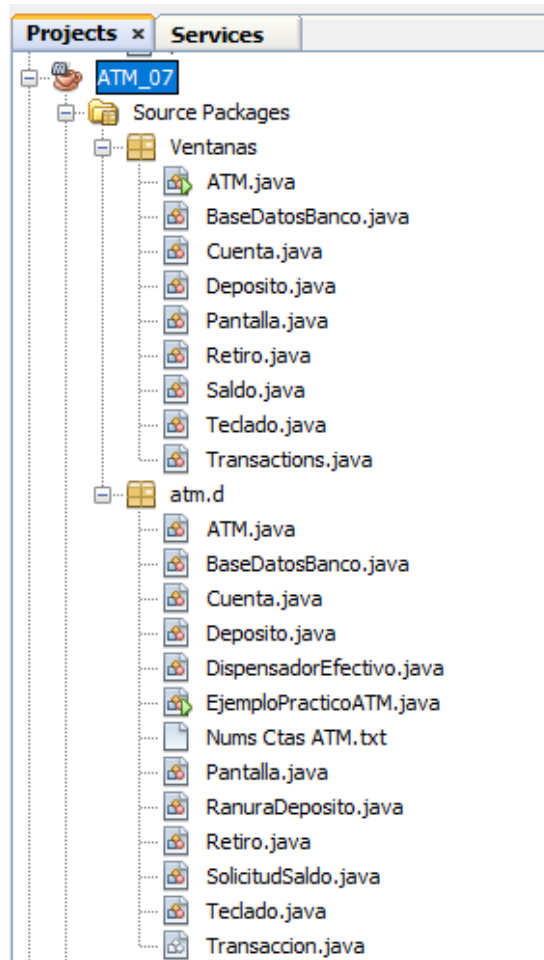 Projects × Services
ATM_07
Source Packages
Ventanas
ATM.java
BaseDatosBanco.java
Cuenta.java
Deposito.java
Pantalla.java
Retiro.java
Saldo.java
Teclado.java
Transactions.java
atm.d
ATM.java
BaseDatosBanco.java
Cuenta.java
Deposito.java
DispensadorEfectivo.java
EjemploPracticoATM.java
Nums Ctas ATM.txt
Pantalla.java
RanuraDeposito.java
Retiro.java
SolicitudSaldo.java
Teclado.java
Transaccion.java